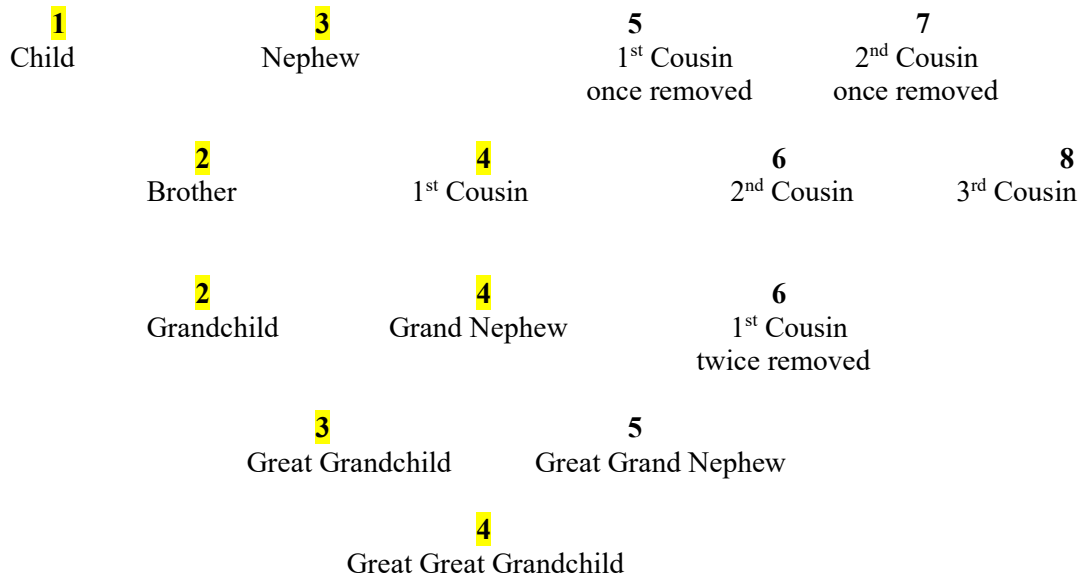 1 3 5 7
Child Nephew 1st Cousin 2nd Cousin
once removed once removed
2 4 6 8
Brother 1st Cousin 2nd Cousin 3rd Cousin
2 4 6
Grandchild Grand Nephew 1st Cousin
twice removed
3 5
Great Grandchild Great Grand Nephew
4
Great Great Grandchild